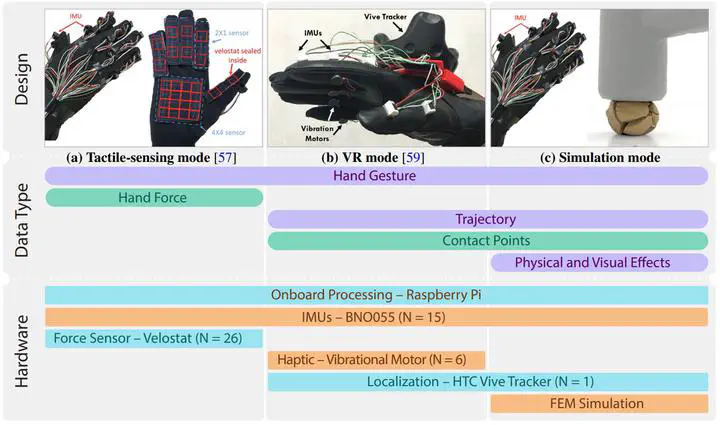 Design
IMU
2X1 sensor
velostat sealed
inside
4X4 sensor
IMUs
Vive Tracker
Vibration
Motors
IMU
(a) Tactile-sensing mode [57]
(b) VR mode [59]
(c) Simulation mode
Data Type
Hand Gesture
Hand Force
Trajectory
Contact Points
Physical and Visual Effects
Hardware
Onboard Processing – Raspberry Pi
IMUs – BNO055 (N = 15)
Force Sensor – Velostat (N = 26)
Haptic – Vibrational Motor (N = 6)
Localization – HTC Vive Tracker (N = 1)
FEM Simulation